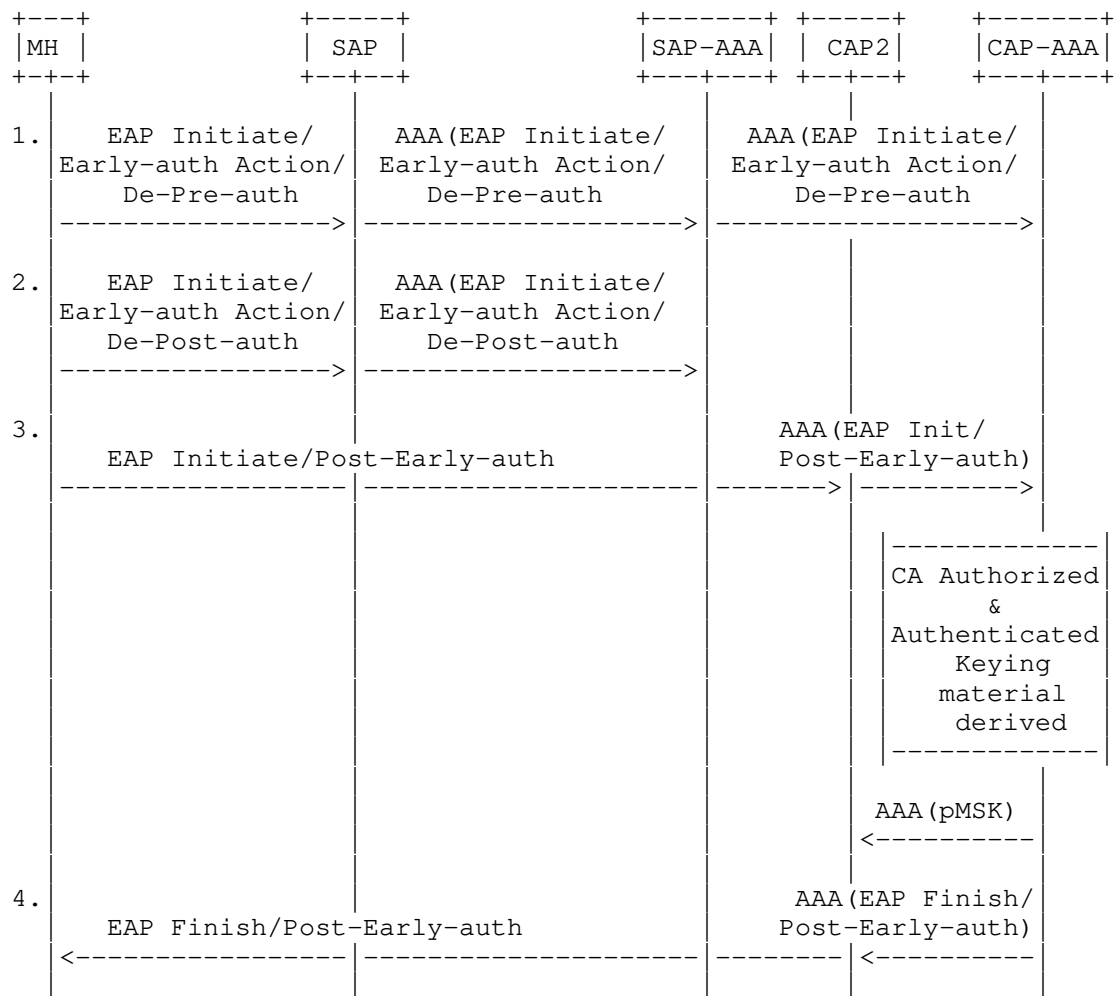 MH SAP SAP-AAA CAP2 CAP-AAA
1. EAP Initiate/ AAA(EAP Initiate/ AAA(EAP Initiate/
Early-auth Action/ Early-auth Action/ Early-auth Action/
De-Pre-auth De-Pre-auth De-Pre-auth
2. EAP Initiate/ AAA(EAP Initiate/
Early-auth Action/ Early-auth Action/
De-Post-auth De-Post-auth
3. AAA(EAP Init/
EAP Initiate/Post-Early-auth Post-Early-auth)
CA Authorized
&
Authenticated
Keying
material
derived
AAA(pMSK)
4. AAA(EAP Finish/
EAP Finish/Post-Early-auth Post-Early-auth)